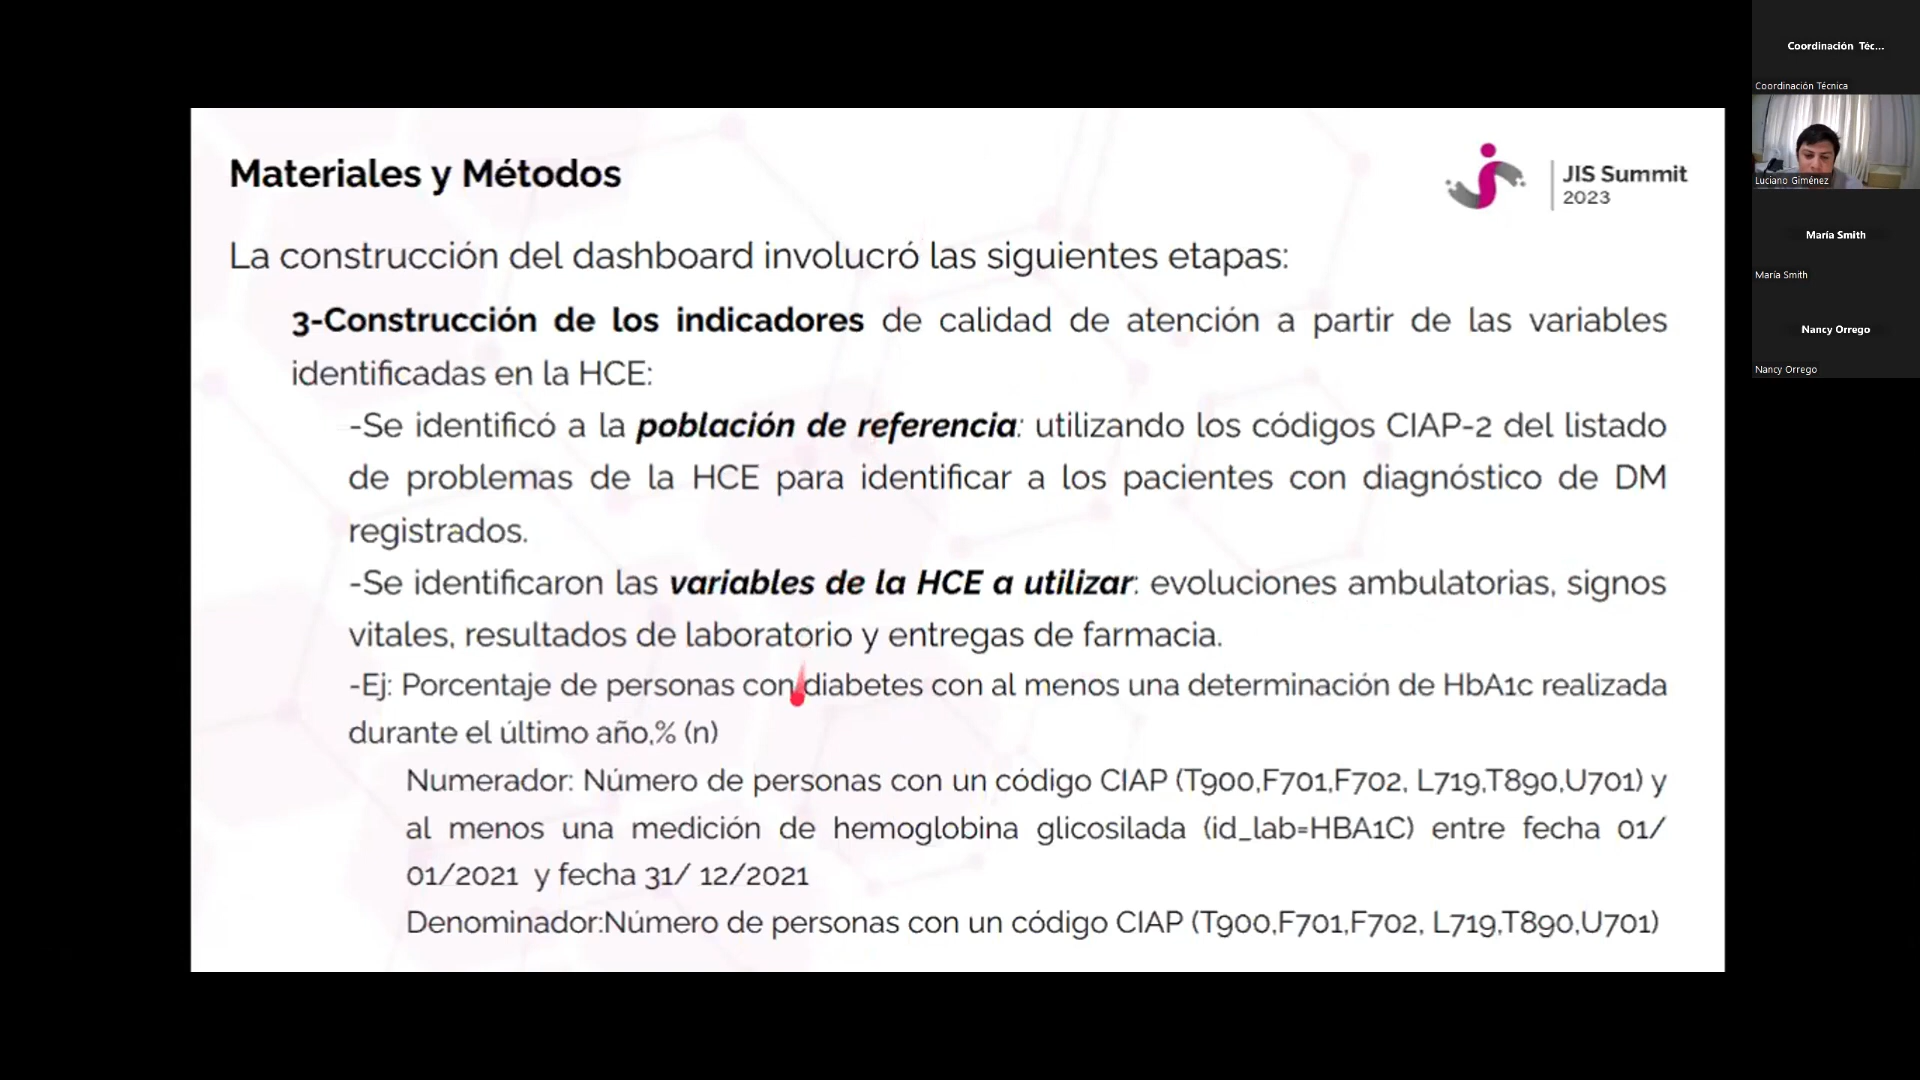 Materiales y Métodos
JIS Summit
2023
La construcción del dashboard involucró las siguientes etapas:
3-Construcción de los indicadores de calidad de atención a partir de las variables
identificadas en la HCE:
-Se identificó a la población de referencia: utilizando los códigos CIAP-2 del listado
de problemas de la HCE para identificar a los pacientes con diagnóstico de DM
registrados.
-Se identificaron las variables de la HCE a utilizar: evoluciones ambulatorias, signos
vitales, resultados de laboratorio y entregas de farmacia.
-Ej: Porcentaje de personas con diabetes con al menos una determinación de HbA1c realizada
durante el último año,% (n)
Numerador: Número de personas con un código CIAP (T900,F701,F702, L719,T890,U701) y
al menos una medición de hemoglobina glicosilada (id_lab=HBA1C) entre fecha 01/
01/2021 y fecha 31/ 12/2021
Denominador:Número de personas con un código CIAP (T900,F701,F702, L719,T890,U701)
Coordinación Téc...
Coordinación Técnica
Luciano Giménez
María Smith
María Smith
Nancy Orrego
Nancy Orrego